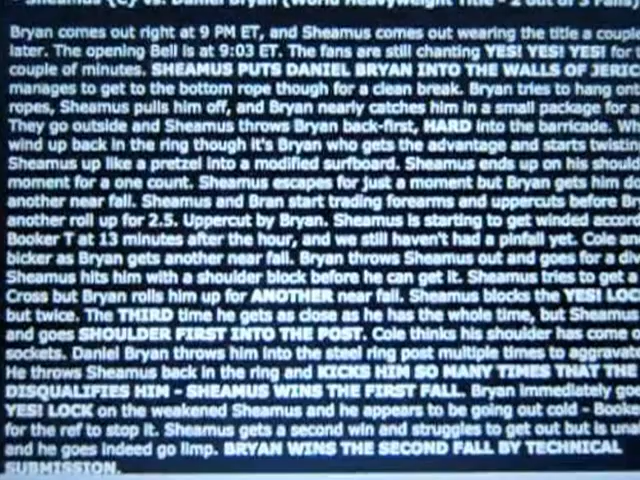 Sheamus (C) vs. Daniel Bryan (World Heavyweight Title - 2 out of 3 Falls)
Bryan comes out right at 9 PM ET, and Sheamus comes out wearing the title a coupl
later. The opening Bell is at 9:03 ET. The fans are still chanting YES! YES! YES! for
couple of minutes. SHEAMUS PUTS DANIEL BRYAN INTO THE WALLS OF JERIC
manages to get to the bottom rope though for a clean break. Bryan tries to hang on
ropes, Sheamus pulls him off, and Bryan nearly catches him in a small package for a
They go outside and Sheamus throws Bryan back-first, HARD into the barricade. W
wind up back in the ring though it's Bryan who gets the advantage and starts twistin
Sheamus up like a pretzel into a modified surfboard. Sheamus ends up on his should
moment for a one count. Sheamus escapes for just a moment but Bryan gets him d
another near fall. Sheamus and Bran start trading forearms and uppercuts before Br
another roll up for 2.5. Uppercut by Bryan. Sheamus is starting to get winded accor
Booker T at 13 minutes after the hour, and we still haven't had a pinfall yet. Cole an
bicker as Bryan gets another near fall. Bryan throws Sheamus out and goes for a div
Sheamus hits him with a shoulder block before he can get it. Sheamus tries to get a
Cross but Bryan rolls him up for ANOTHER near fall. Sheamus blocks the YES! LOC
but twice. The THIRD time he gets as close as he has the whole time, but Sheamus
and goes SHOULDER FIRST INTO THE POST. Cole thinks his shoulder has come
sockets. Daniel Bryan throws him into the steel ring post multiple times to aggravat
He throws Sheamus back in the ring and KICKS HIM SO MANY TIMES THAT THE
DISQUALIFIES HIM - SHEAMUS WINS THE FIRST FALL. Bryan immediately go
YES! LOCK on the weakened Sheamus and he appears to be going out cold - Booke
for the ref to stop it. Sheamus gets a second win and struggles to get out but is una
and he goes indeed go limp. BRYAN WINS THE SECOND FALL BY TECHNICAL
SUBMISSION.